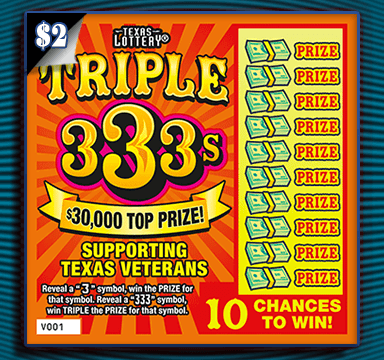 $2
TEXAS
LOTTERY®
TRIPLE
333s
$30,000 TOP PRIZE!
SUPPORTING
TEXAS VETERANS
Reveal a "3" symbol, win the PRIZE for
that symbol. Reveal a "333" symbol,
win TRIPLE the PRIZE for that symbol.
V001
PRIZE
PRIZE
PRIZE
PRIZE
PRIZE
PRIZE
PRIZE
PRIZE
PRIZE
PRIZE
10 CHANCES
TO WIN!